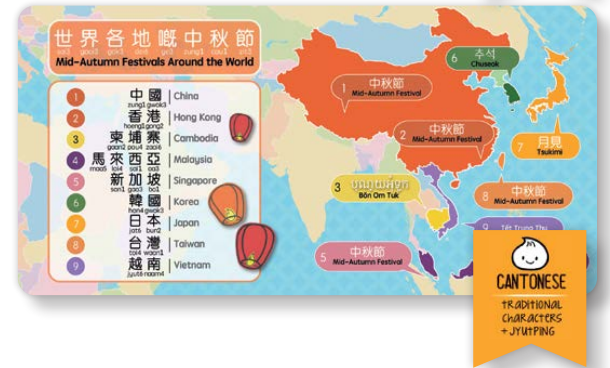 世界各地嘅中秋節
sai3 gaai3 gok3 dei6 ge3 zung1 cau1 zit3
Mid-Autumn Festivals Around the World
1 中國 China
zung1 gwok3
2 香港 Hong Kong
hoeng1 gong2
3 柬埔寨 Cambodia
gaan2 pou4 zaai6
4 馬來西亞 Malaysia
maa5 loi4 sai1 aa3
5 新加坡 Singapore
san1 gaa3 bo1
6 韓國 Korea
han4 gwok3
7 日本 Japan
jat6 bun2
8 台灣 Taiwan
toi4 waan1
9 越南 Vietnam
jyut6 naam4
6 추석
Chuseok
1 中秋節
Mid-Autumn Festival
2 中秋節
Mid-Autumn Festival
7 月見
Tsukimi
3
Bon Om Tuk
8 中秋節
Mid-Autumn Festival
9 Tết Trung Thu
5 中秋節
Mid-Autumn Festival
CANTONESE
TRADITIONAL
CHARACTERS
+ JYUTPING